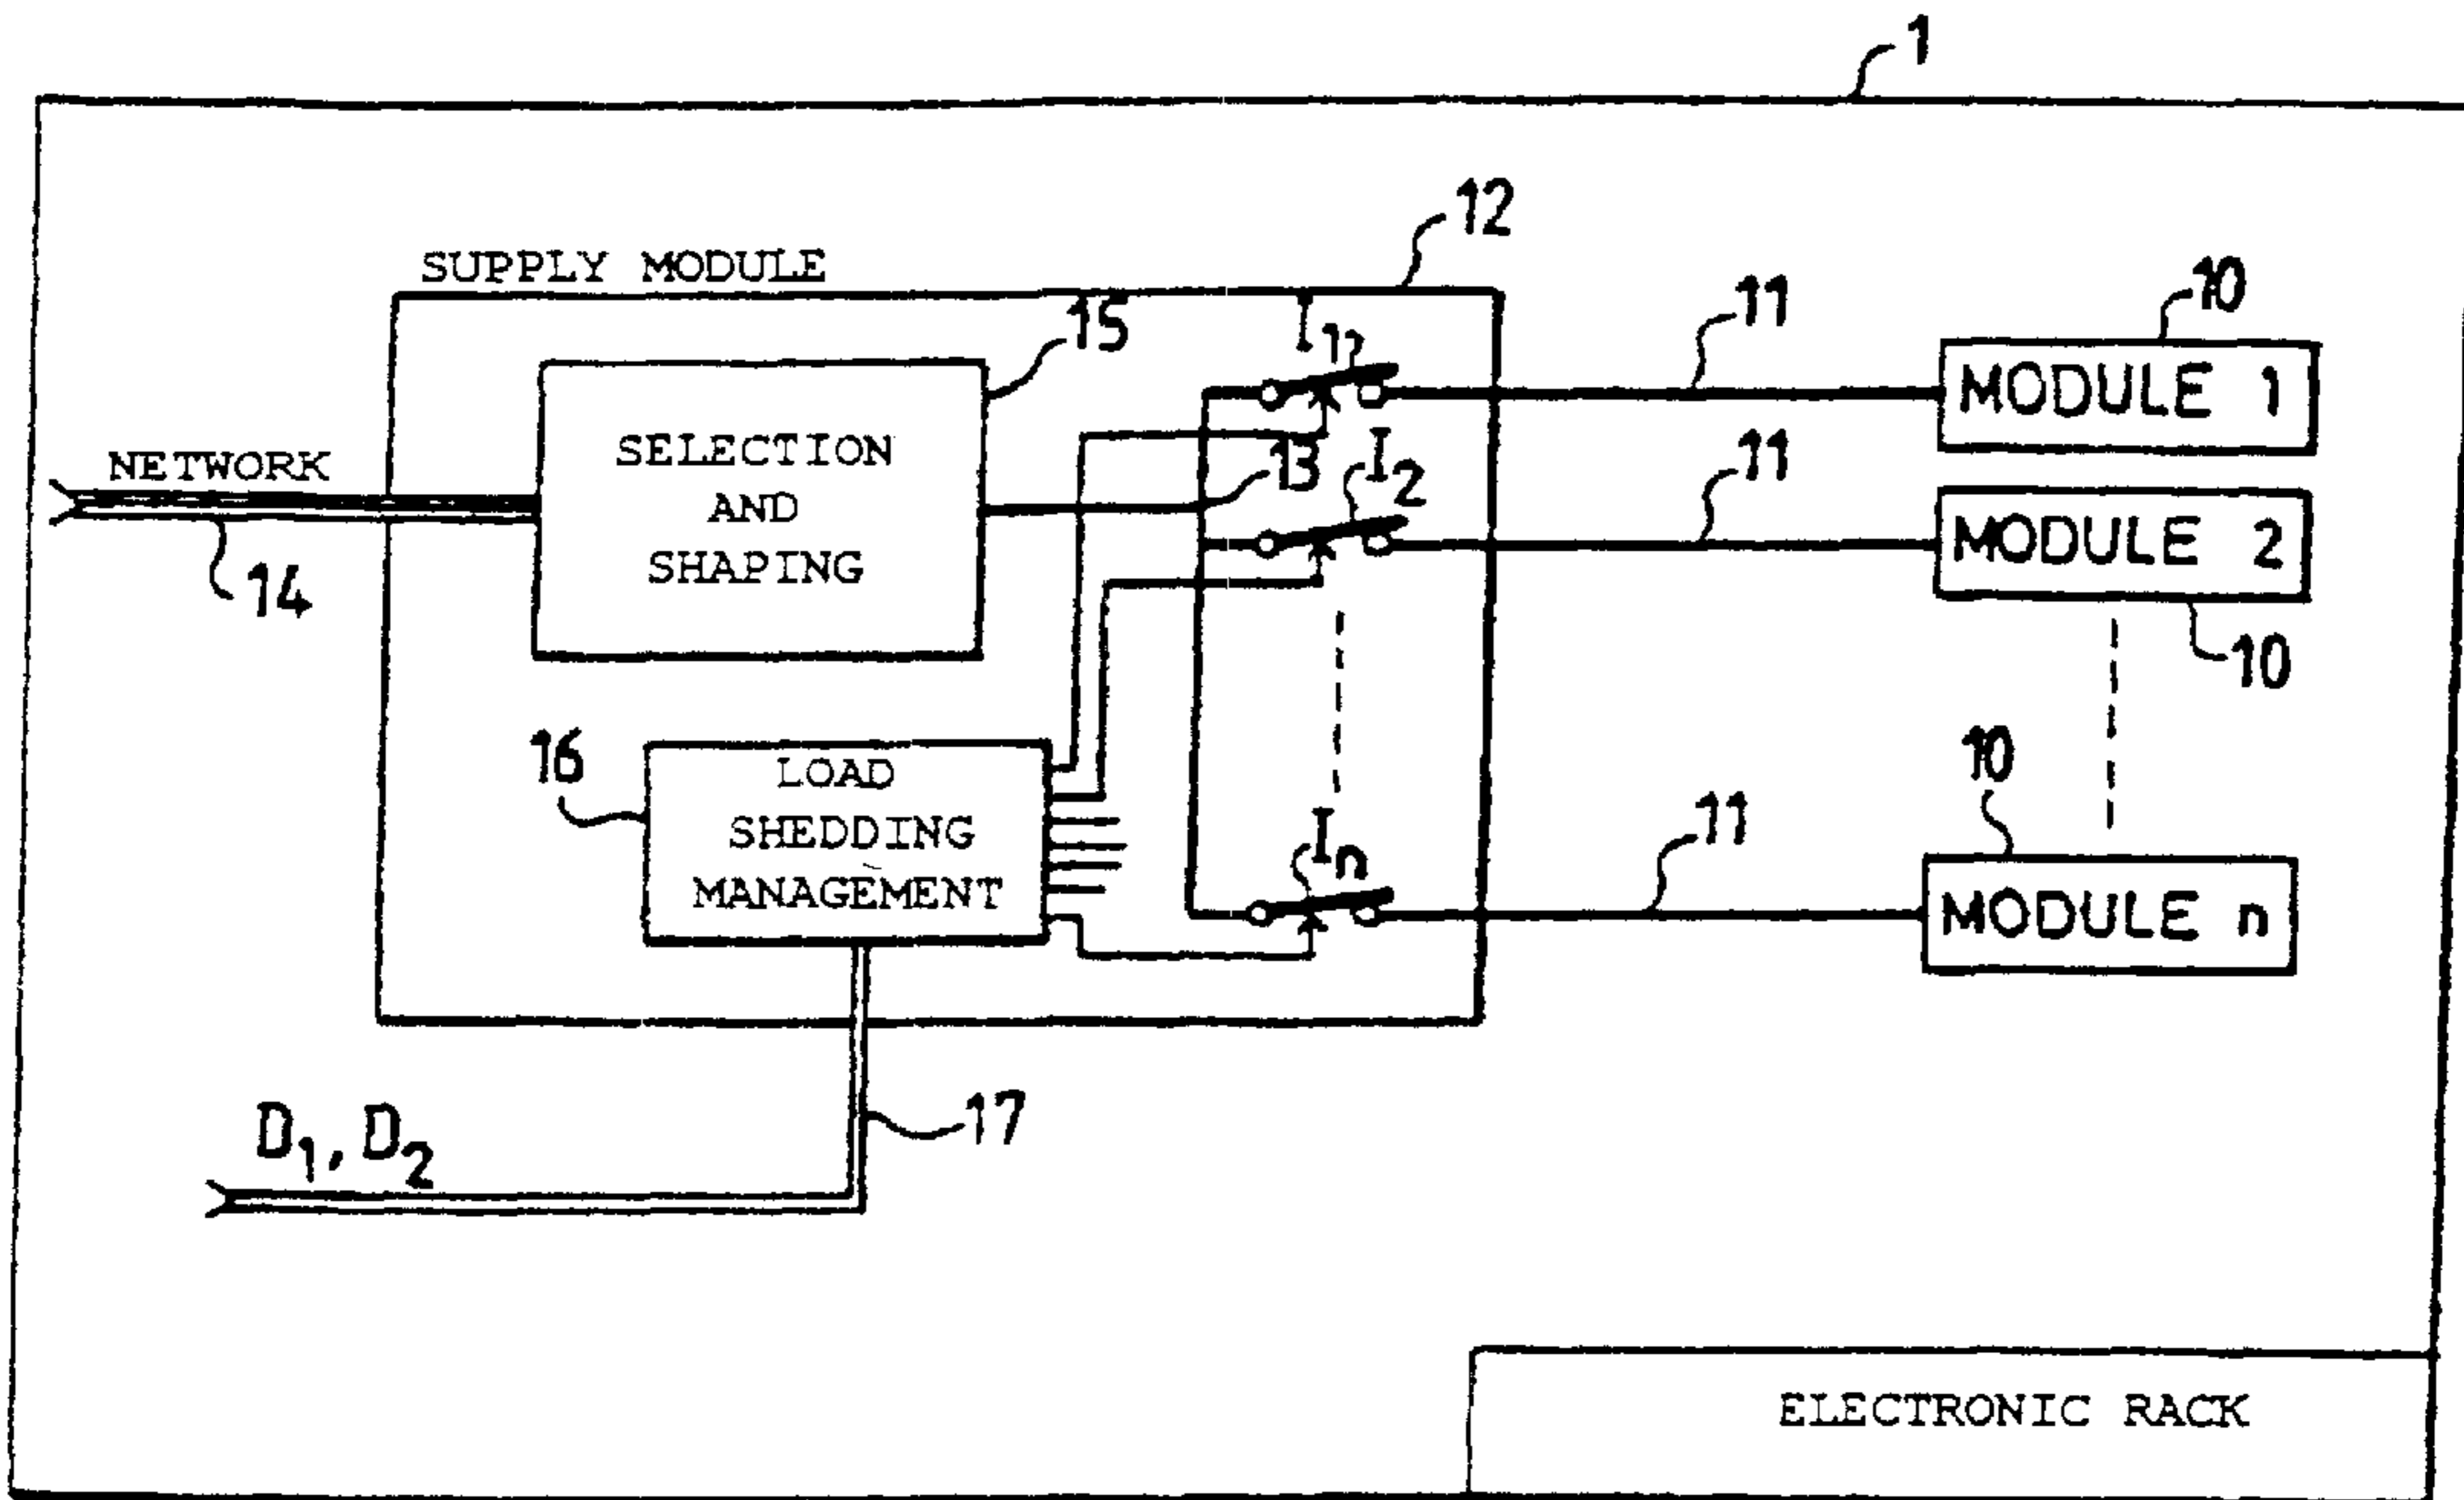 1
SUPPLY MODULE
12
15
10
11
MODULE 1
SELECTION
AND
SHAPING
NETWORK
14
13
I2
11
MODULE 2
10
16
LOAD
SHEDDING
MANAGEMENT
In
11
10
MODULE n
D1, D2
17
ELECTRONIC RACK